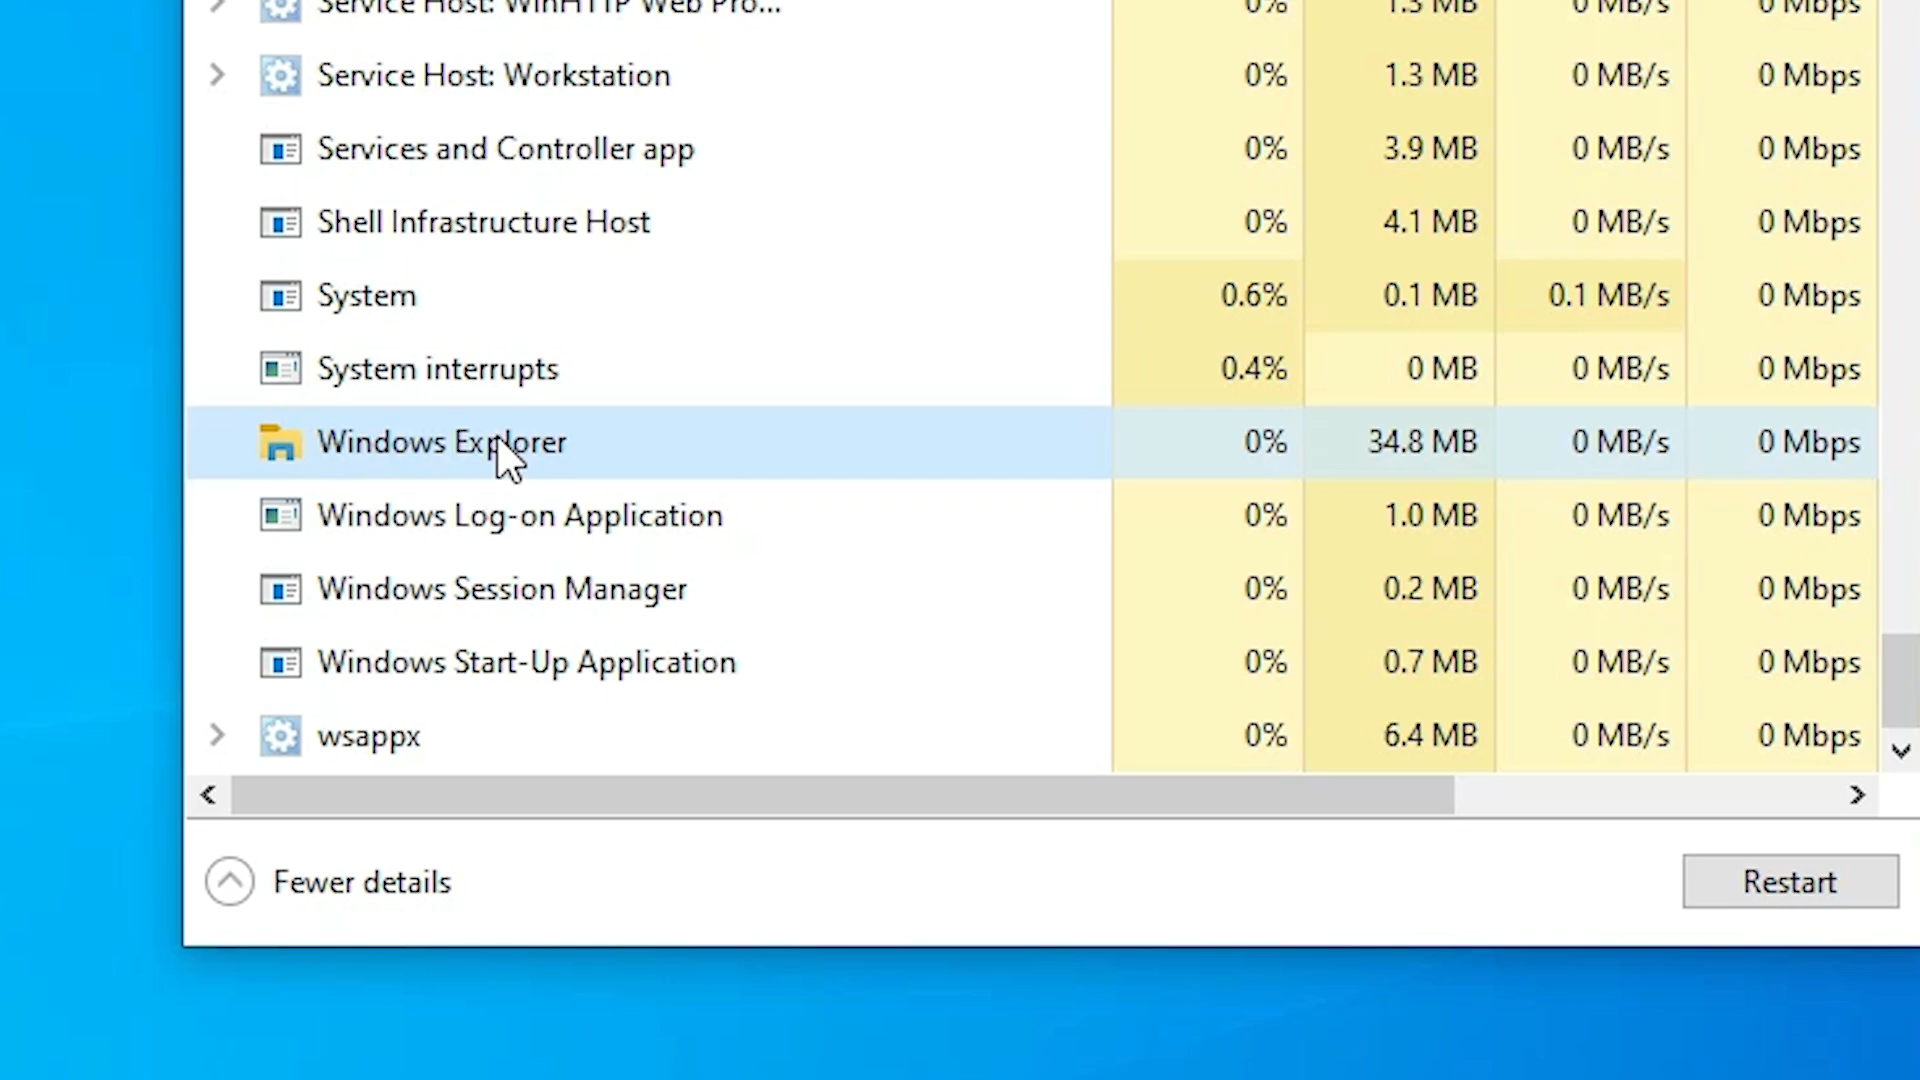 Service Host: WinHTTP Web Pro... 0% 1.3 MB 0 MB/s 0 Mbps
Service Host: Workstation 0% 1.3 MB 0 MB/s 0 Mbps
Services and Controller app 0% 3.9 MB 0 MB/s 0 Mbps
Shell Infrastructure Host 0% 4.1 MB 0 MB/s 0 Mbps
System 0.6% 0.1 MB 0.1 MB/s 0 Mbps
System interrupts 0.4% 0 MB 0 MB/s 0 Mbps
Windows Explorer 0% 34.8 MB 0 MB/s 0 Mbps
Windows Log-on Application 0% 1.0 MB 0 MB/s 0 Mbps
Windows Session Manager 0% 0.2 MB 0 MB/s 0 Mbps
Windows Start-Up Application 0% 0.7 MB 0 MB/s 0 Mbps
wsappx 0% 6.4 MB 0 MB/s 0 Mbps
Fewer details Restart